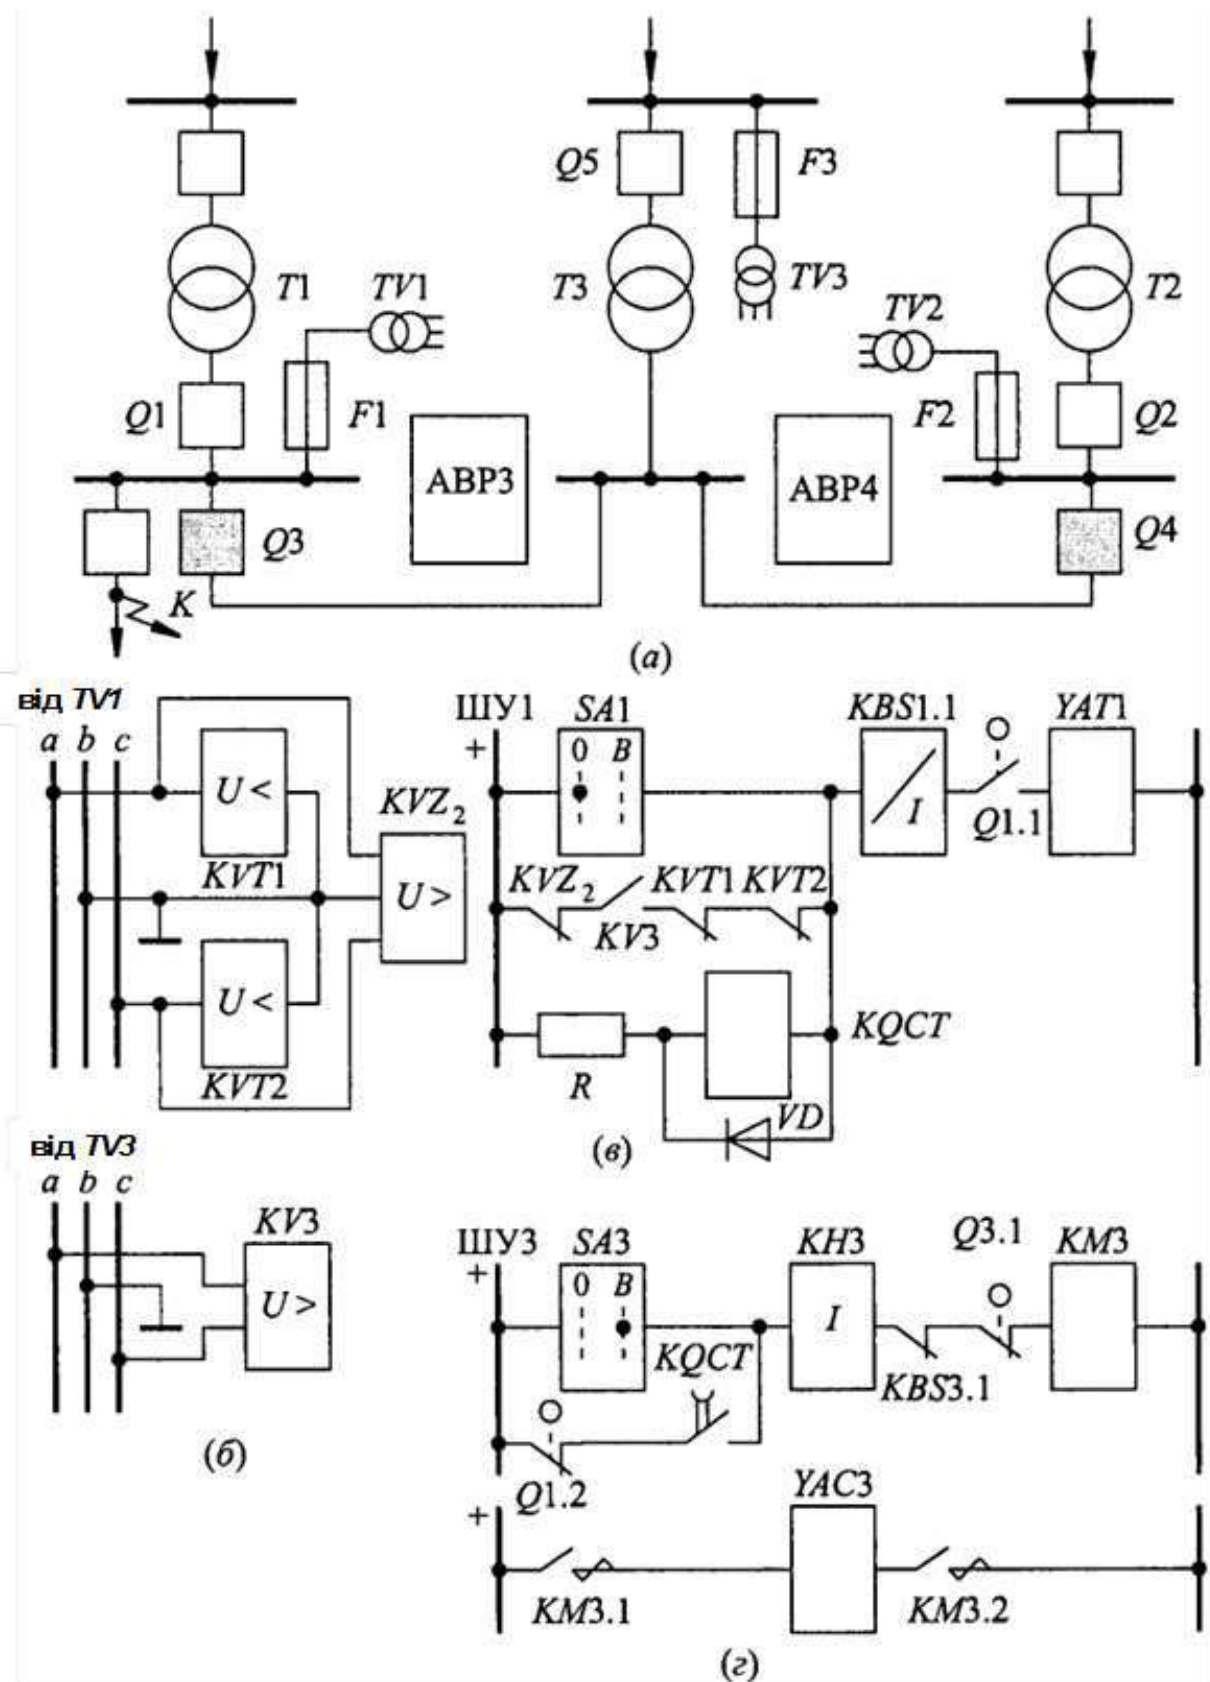 Q5
F3
T1
TV1
T3
TV3
TV2
T2
Q1
F1
АВР3
АВР4
F2
Q2
Q3
Q4
K
(а)
від TV1
a b c
U <
KVT1
U <
KVT2
KVZ2
U >
ШУ1
+
SA1
0 В
KBS1.1
I
Q1.1
YAT1
KVZ2
KV3
KVT1
KVT2
R
KQCT
VD
(в)
від TV3
a b c
KV3
U >
(б)
ШУ3
+
SA3
0 В
KQCT
Q1.2
KH3
I
KBS3.1
Q3.1
KM3
+
KM3.1
YAC3
KM3.2
(г)